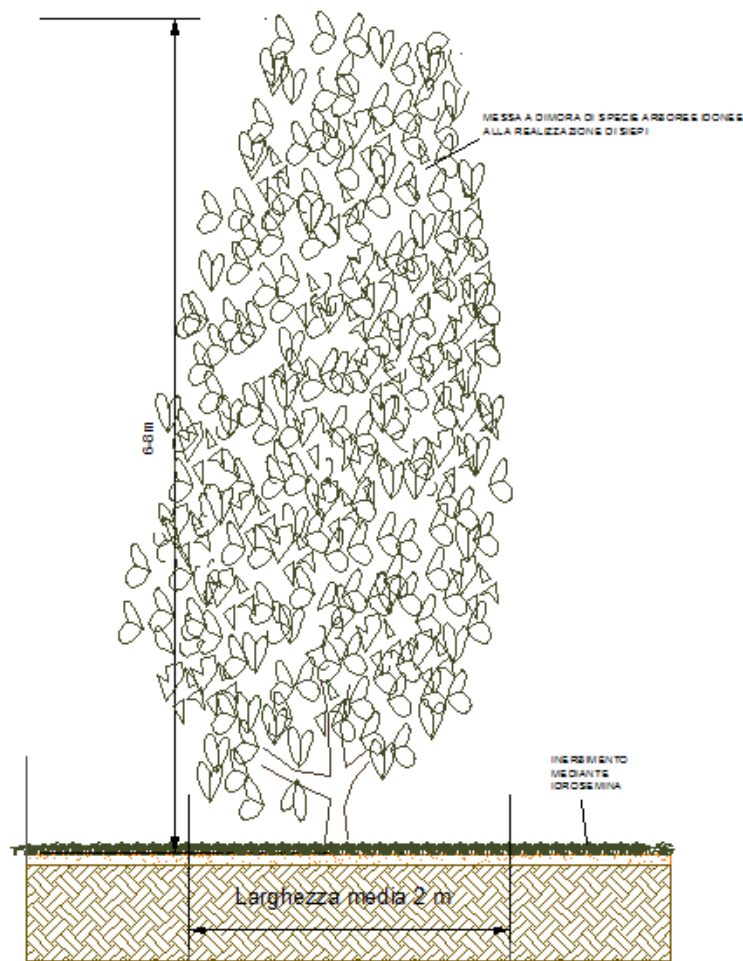 MESSA A DIMORA DI SPECIE ARBOREE IDONEE
ALLA REALIZZAZIONE DI SIEPI
6-8 m
INERBIMENTO
MEDIANTE
IDROSEMINA
Larghezza media 2 m